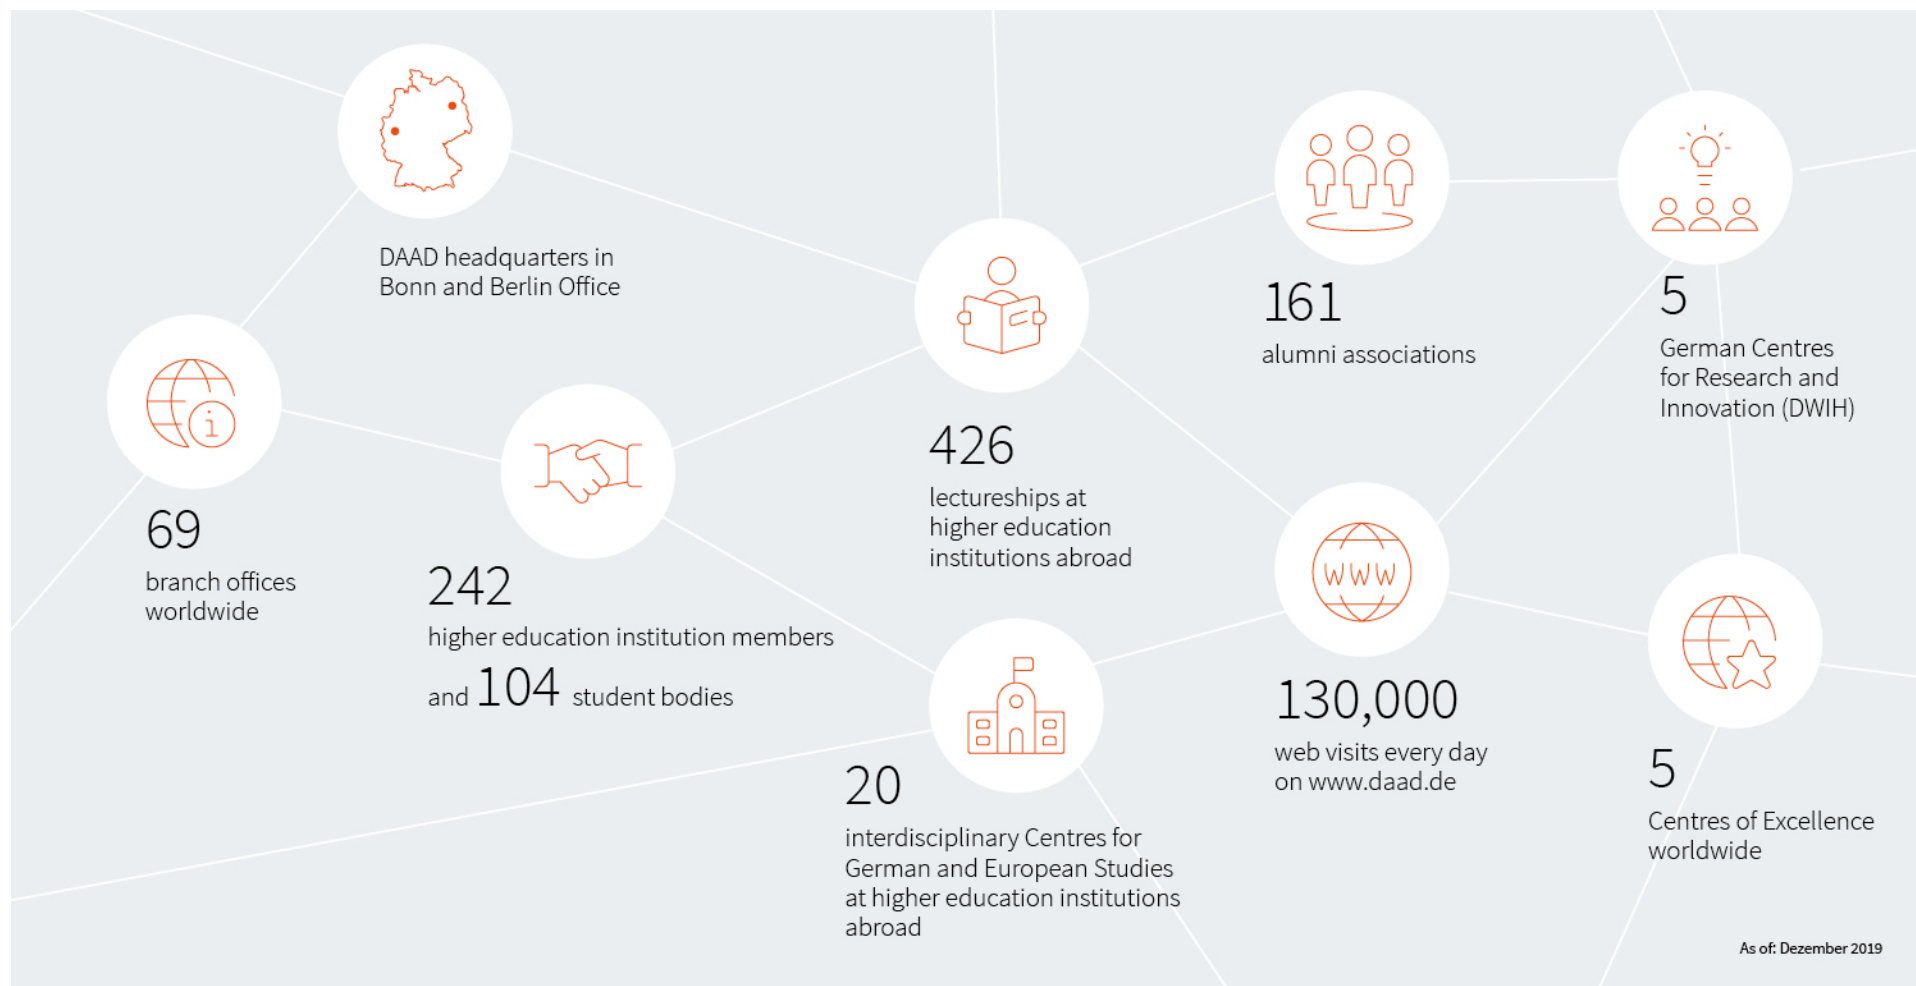 DAAD headquarters in
Bonn and Berlin Office
69
branch offices
worldwide
242
higher education institution members
and 104 student bodies
426
lectureships at
higher education
institutions abroad
20
interdisciplinary Centres for
German and European Studies
at higher education institutions
abroad
161
alumni associations
www
130,000
web visits every day
on www.daad.de
5
German Centres
for Research and
Innovation (DWIH)
5
Centres of Excellence
worldwide
i
As of: Dezember 2019